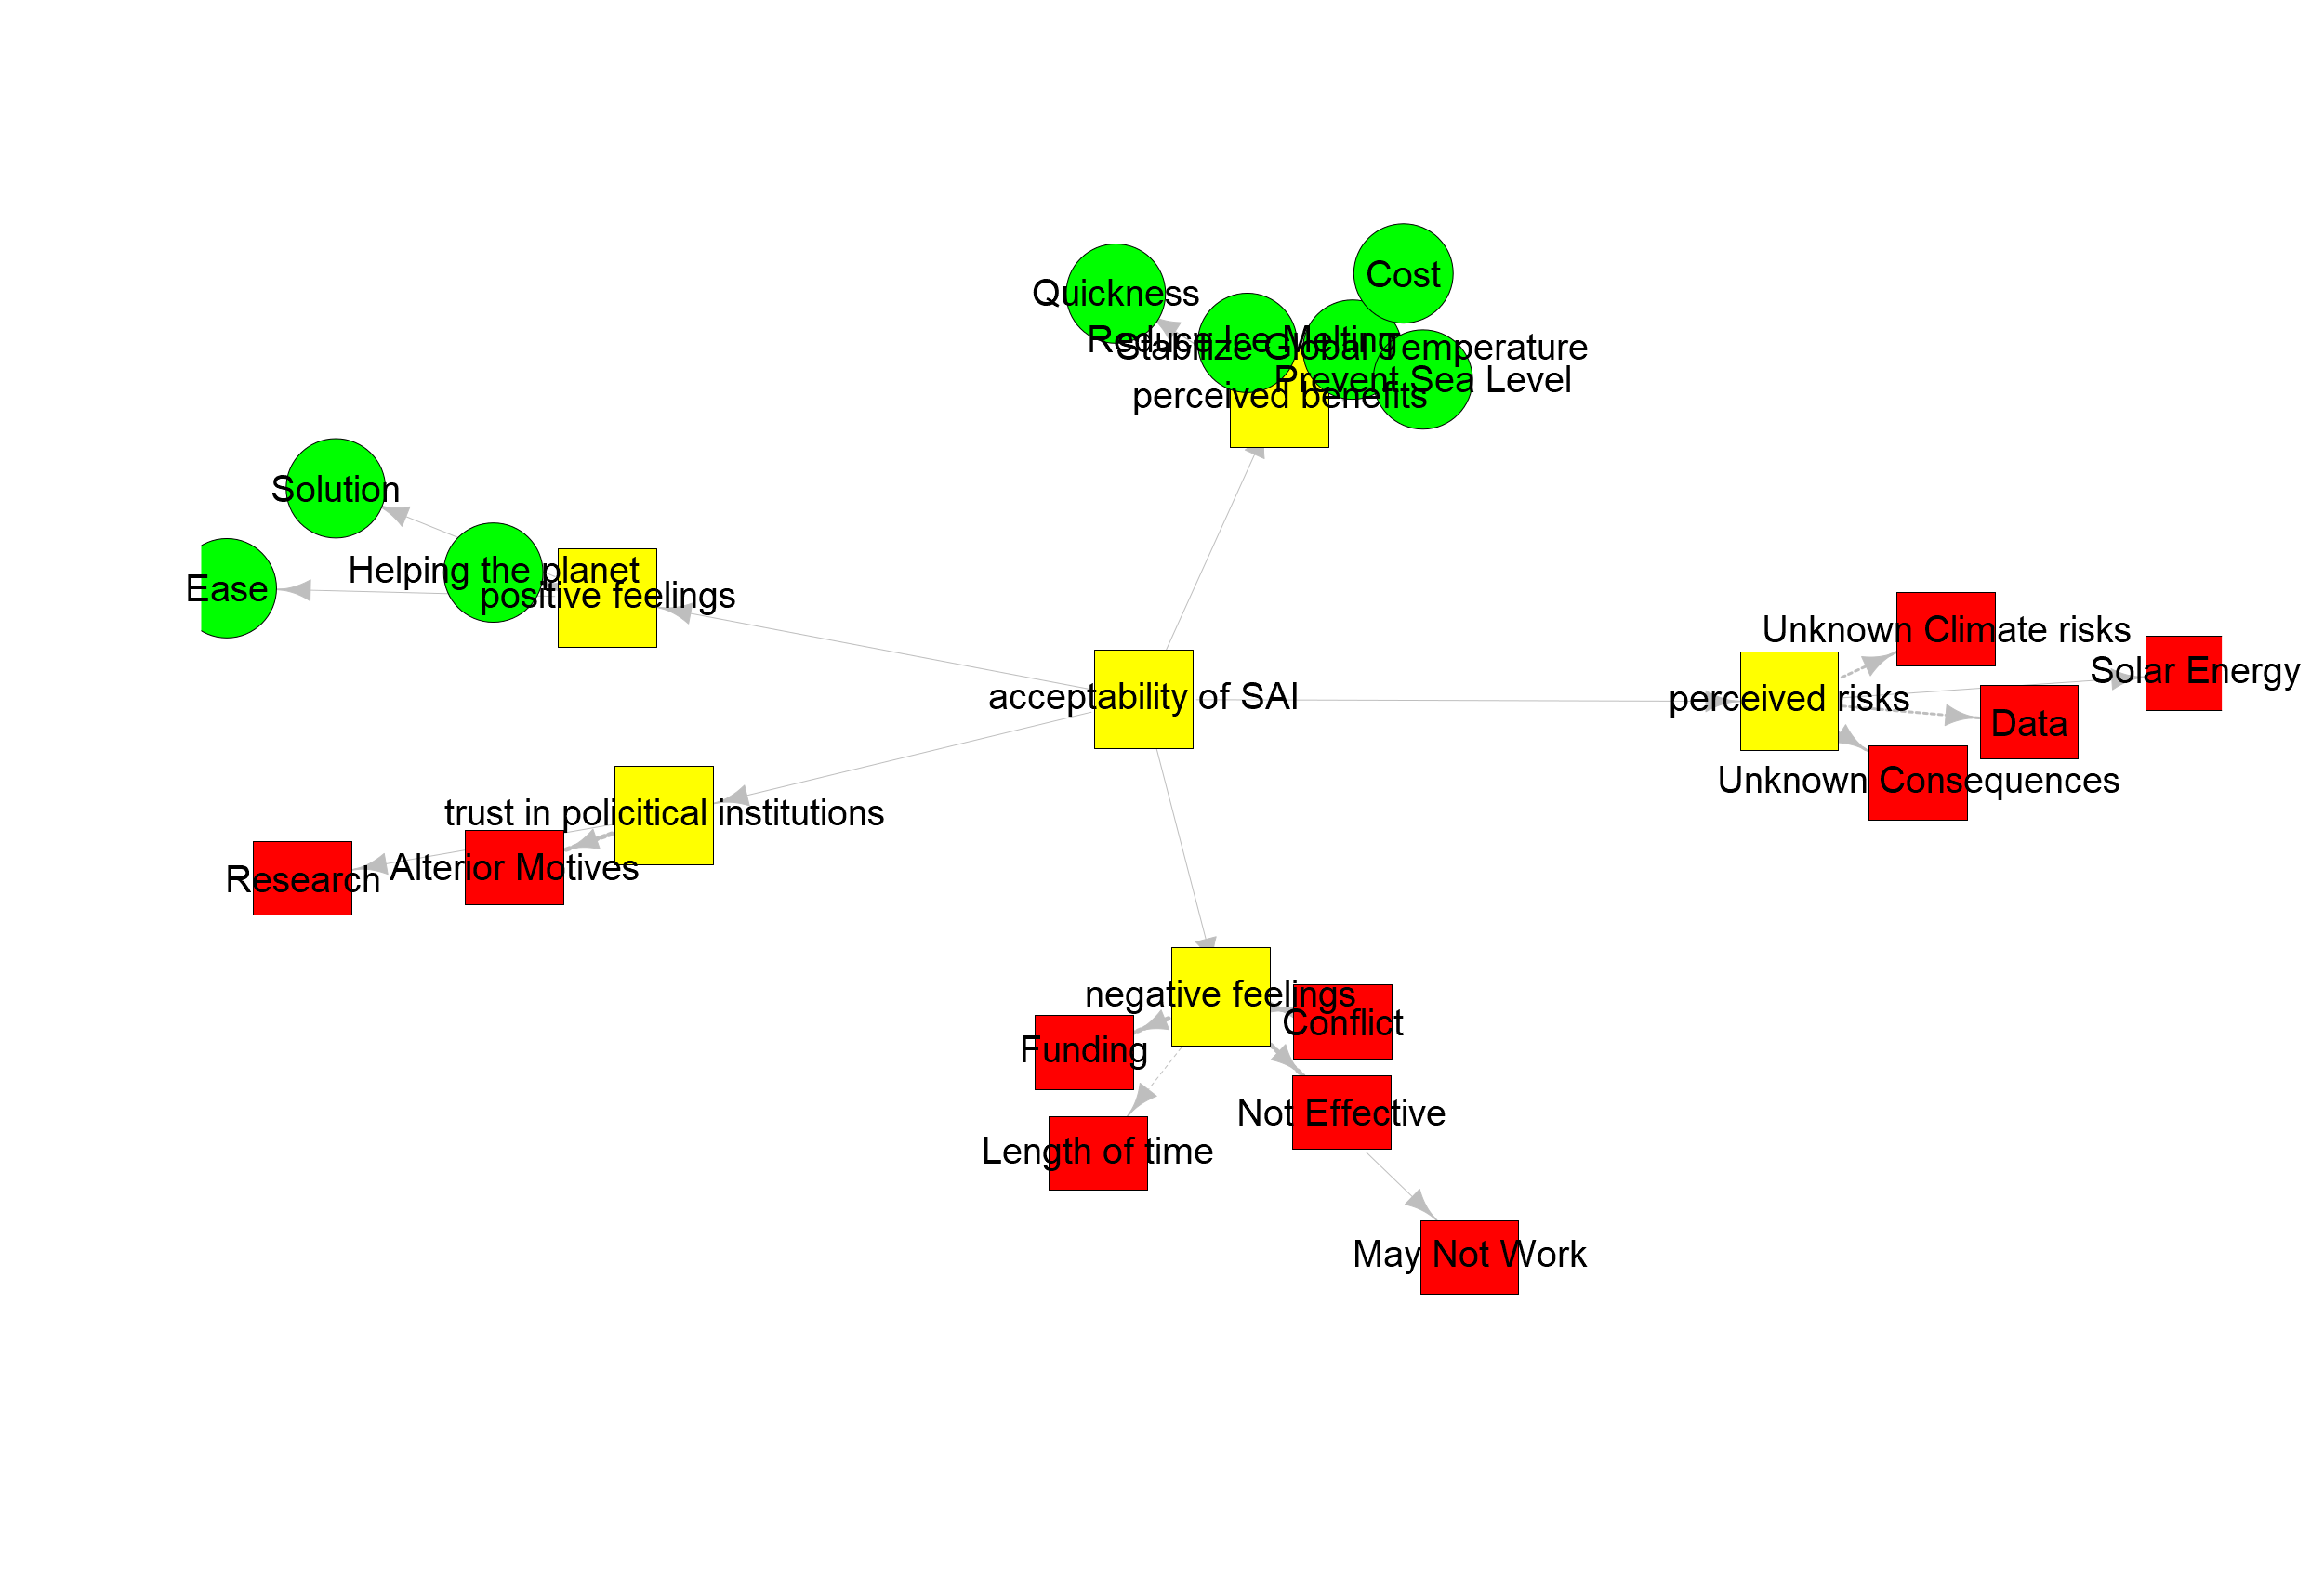 Cost
Quickness
Reduce Ice Melting
Stabilize Global Temperature
Prevent Sea Level
perceived benefits
Solution
Helping the planet
Ease
positive feelings
Unknown Climate risks
Solar Energy
acceptability of SAI
perceived risks
Data
Unknown Consequences
trust in policitical institutions
Alterior Motives
Research
negative feelings
Conflict
Funding
Not Effective
Length of time
May Not Work